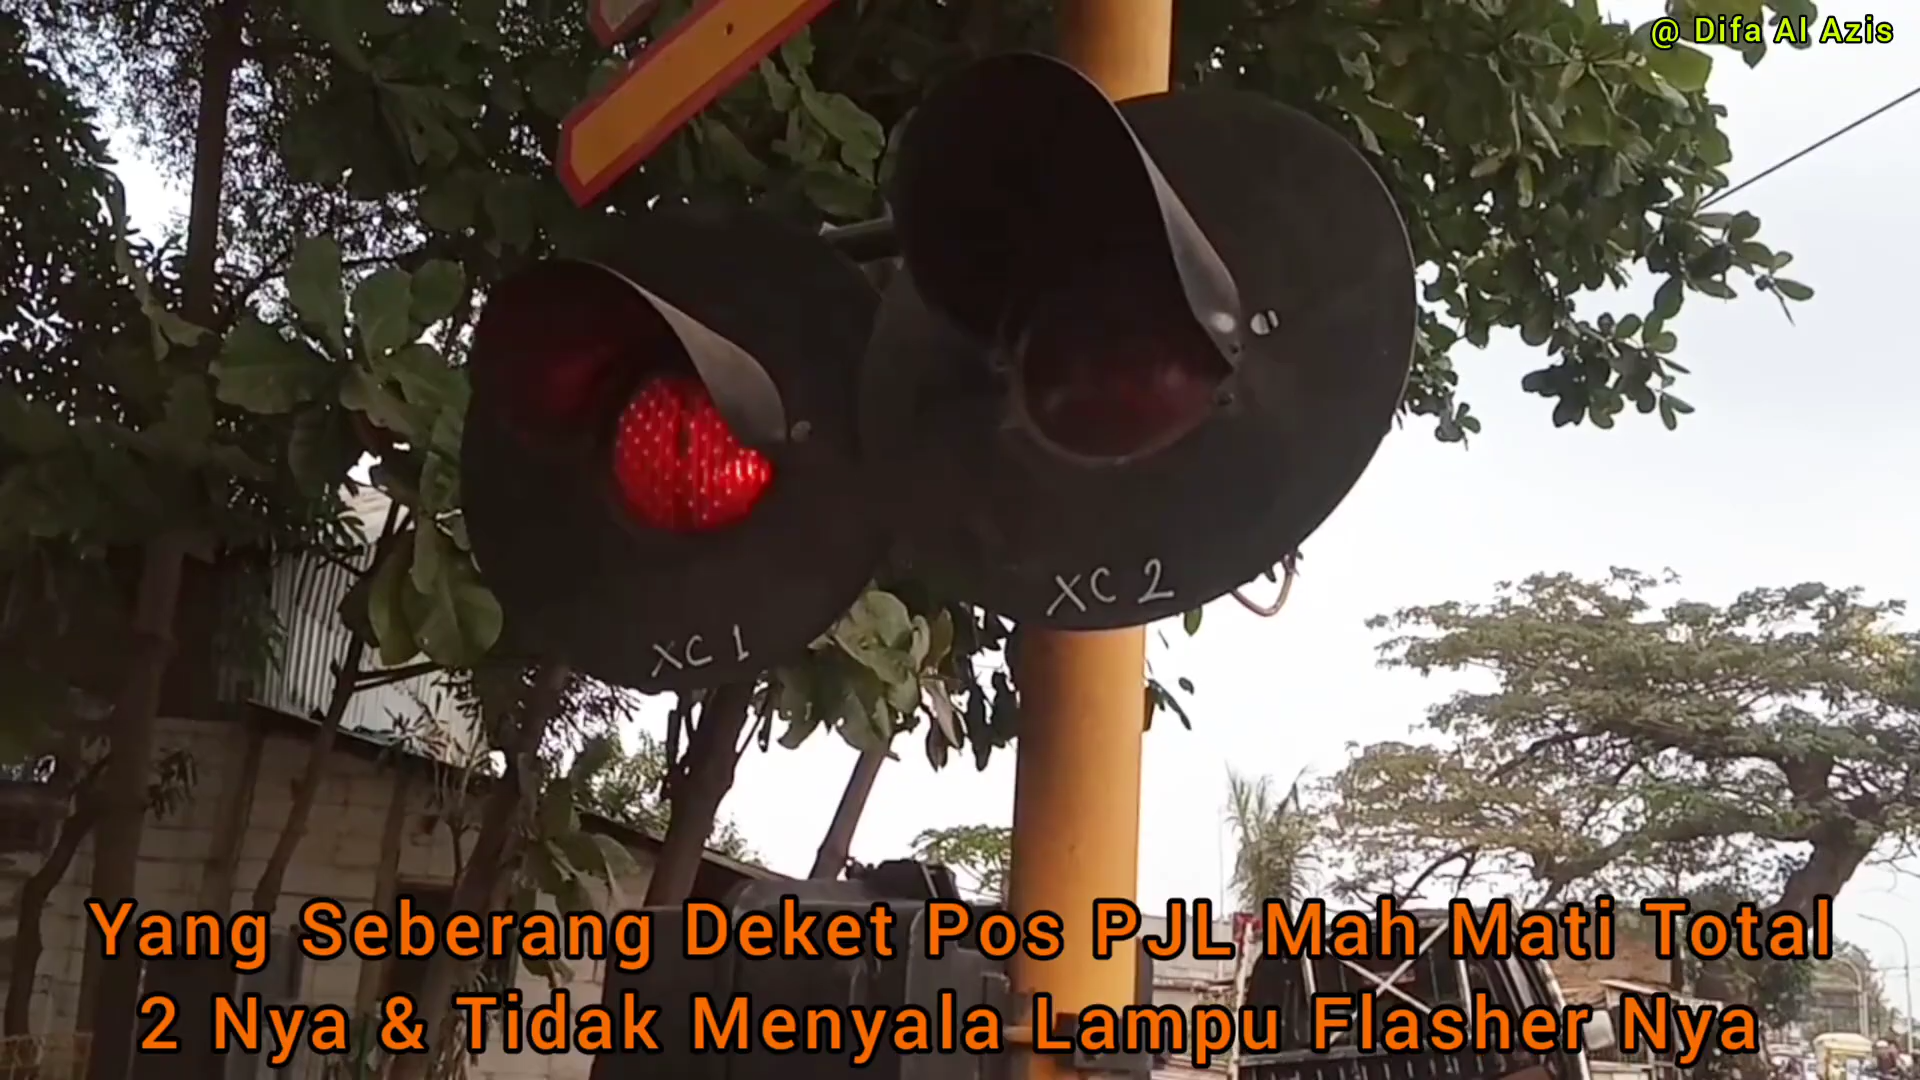 @ Difa Al Azis
XC 1
XC 2
Yang Seberang Deket Pos PJL Mah Mati Total
2 Nya & Tidak Menyala Lampu Flasher Nya